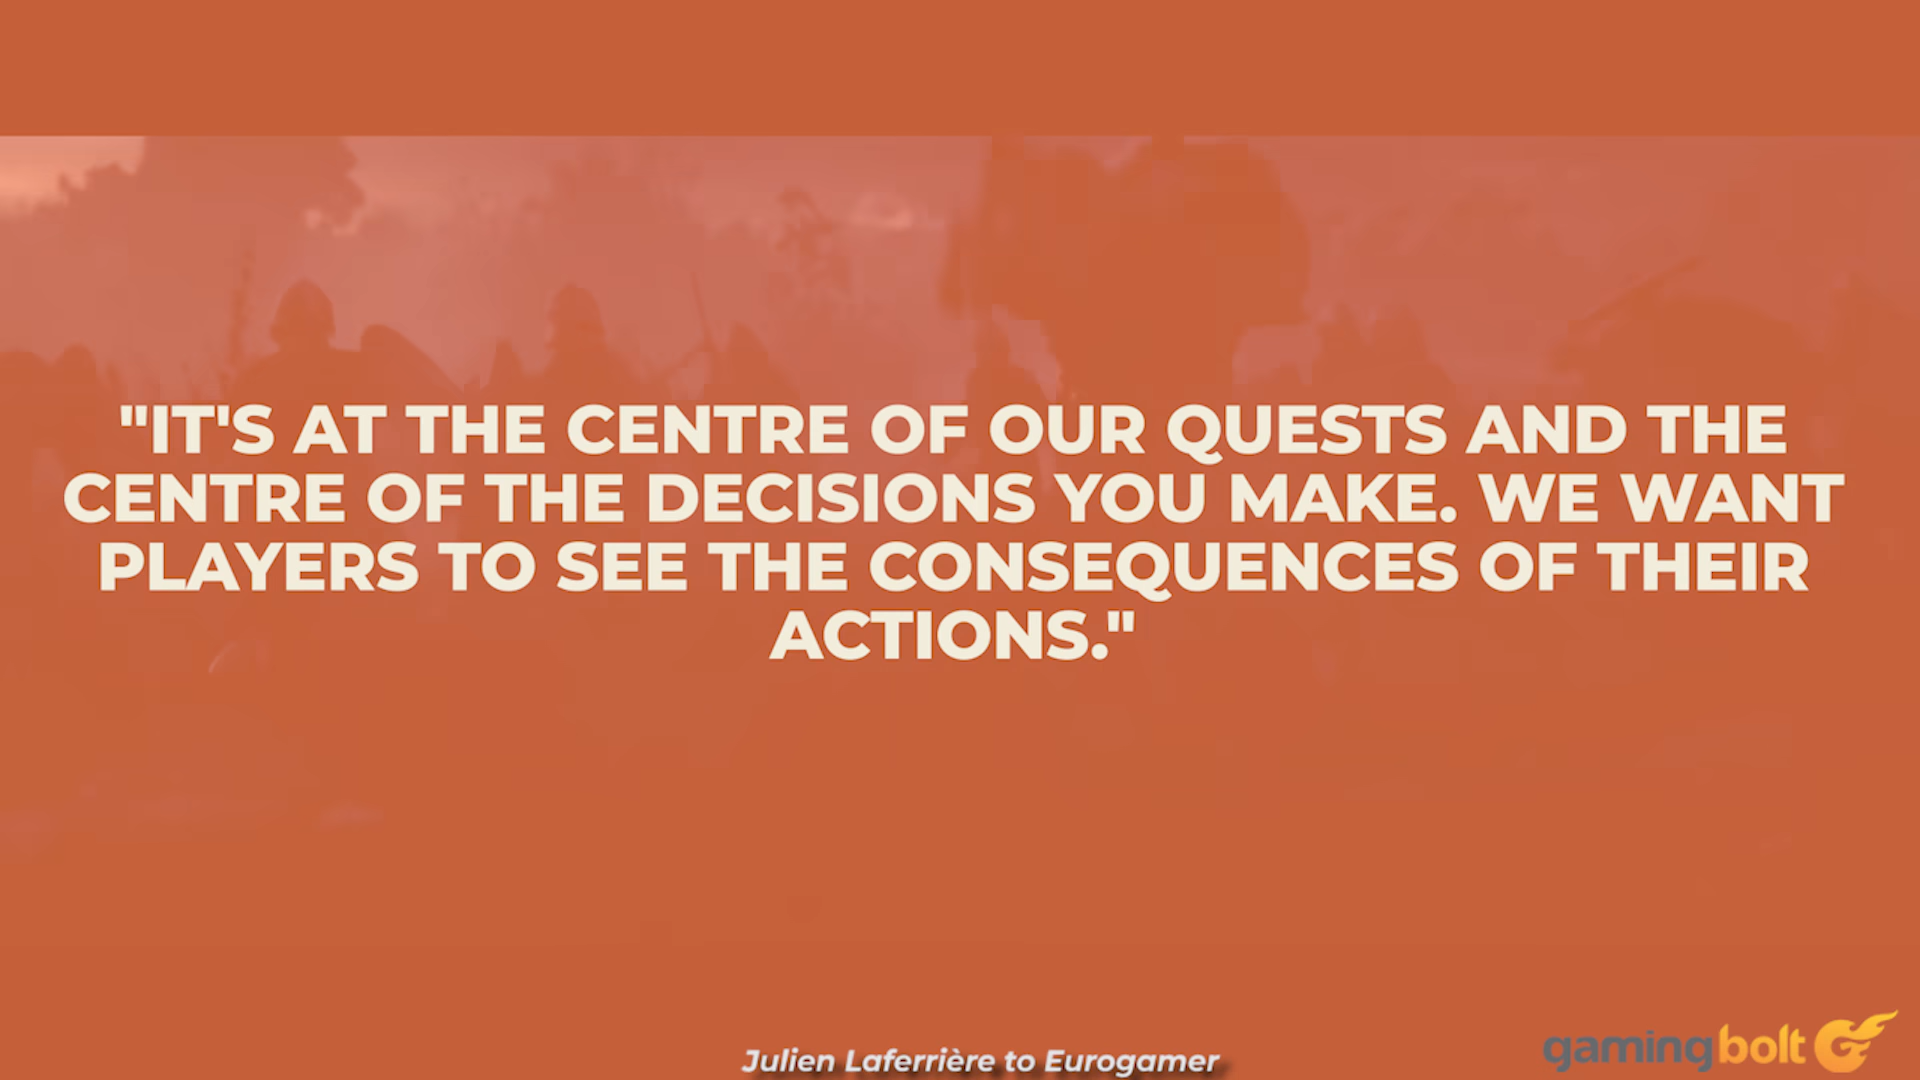 "IT'S AT THE CENTRE OF OUR QUESTS AND THE
CENTRE OF THE DECISIONS YOU MAKE. WE WANT
PLAYERS TO SEE THE CONSEQUENCES OF THEIR
ACTIONS."
Julien Laferrière to Eurogamer
gamingbolt